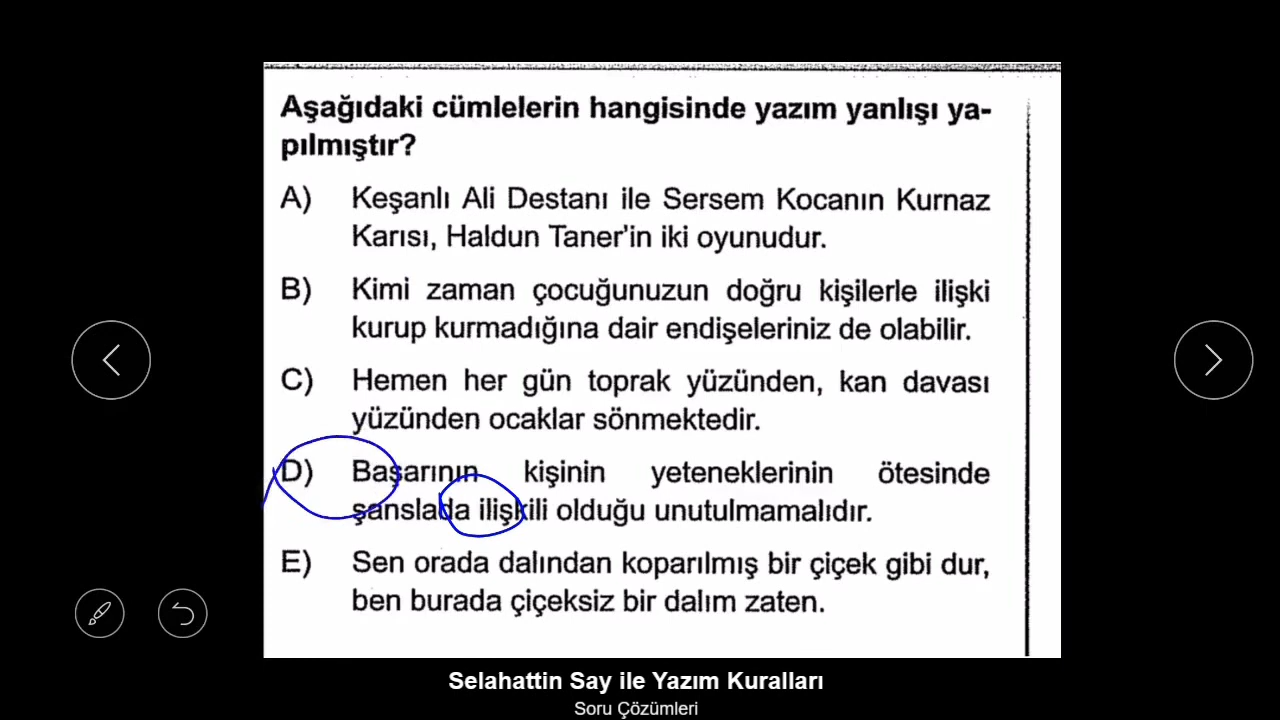 Aşağıdaki cümlelerin hangisinde yazım yanlışı ya-
pılmıştır?
A) Keşanlı Ali Destanı ile Sersem Kocanın Kurnaz
Karısı, Haldun Taner'in iki oyunudur.
B) Kimi zaman çocuğunuzun doğru kişilerle ilişki
kurup kurmadığına dair endişeleriniz de olabilir.
C) Hemen her gün toprak yüzünden, kan davası
yüzünden ocaklar sönmektedir.
D) Başarının kişinin yeteneklerinin ötesinde
şanslada ilişkili olduğu unutulmamalıdır.
E) Sen orada dalından koparılmış bir çiçek gibi dur,
ben burada çiçeksiz bir dalım zaten.
Selahattin Say ile Yazım Kuralları
Soru Çözümleri